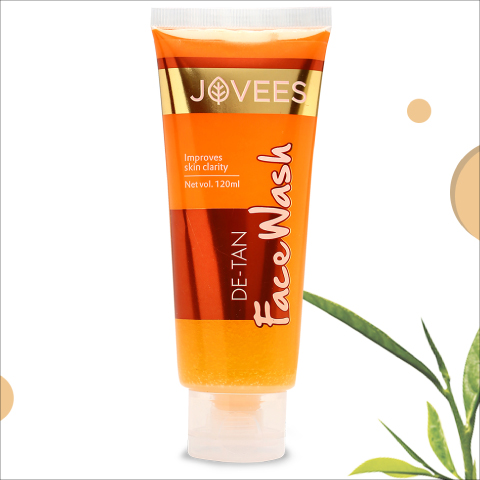 JOVEES
Improves
skin clarity
Net vol. 120ml
DE-TAN
Face Wash